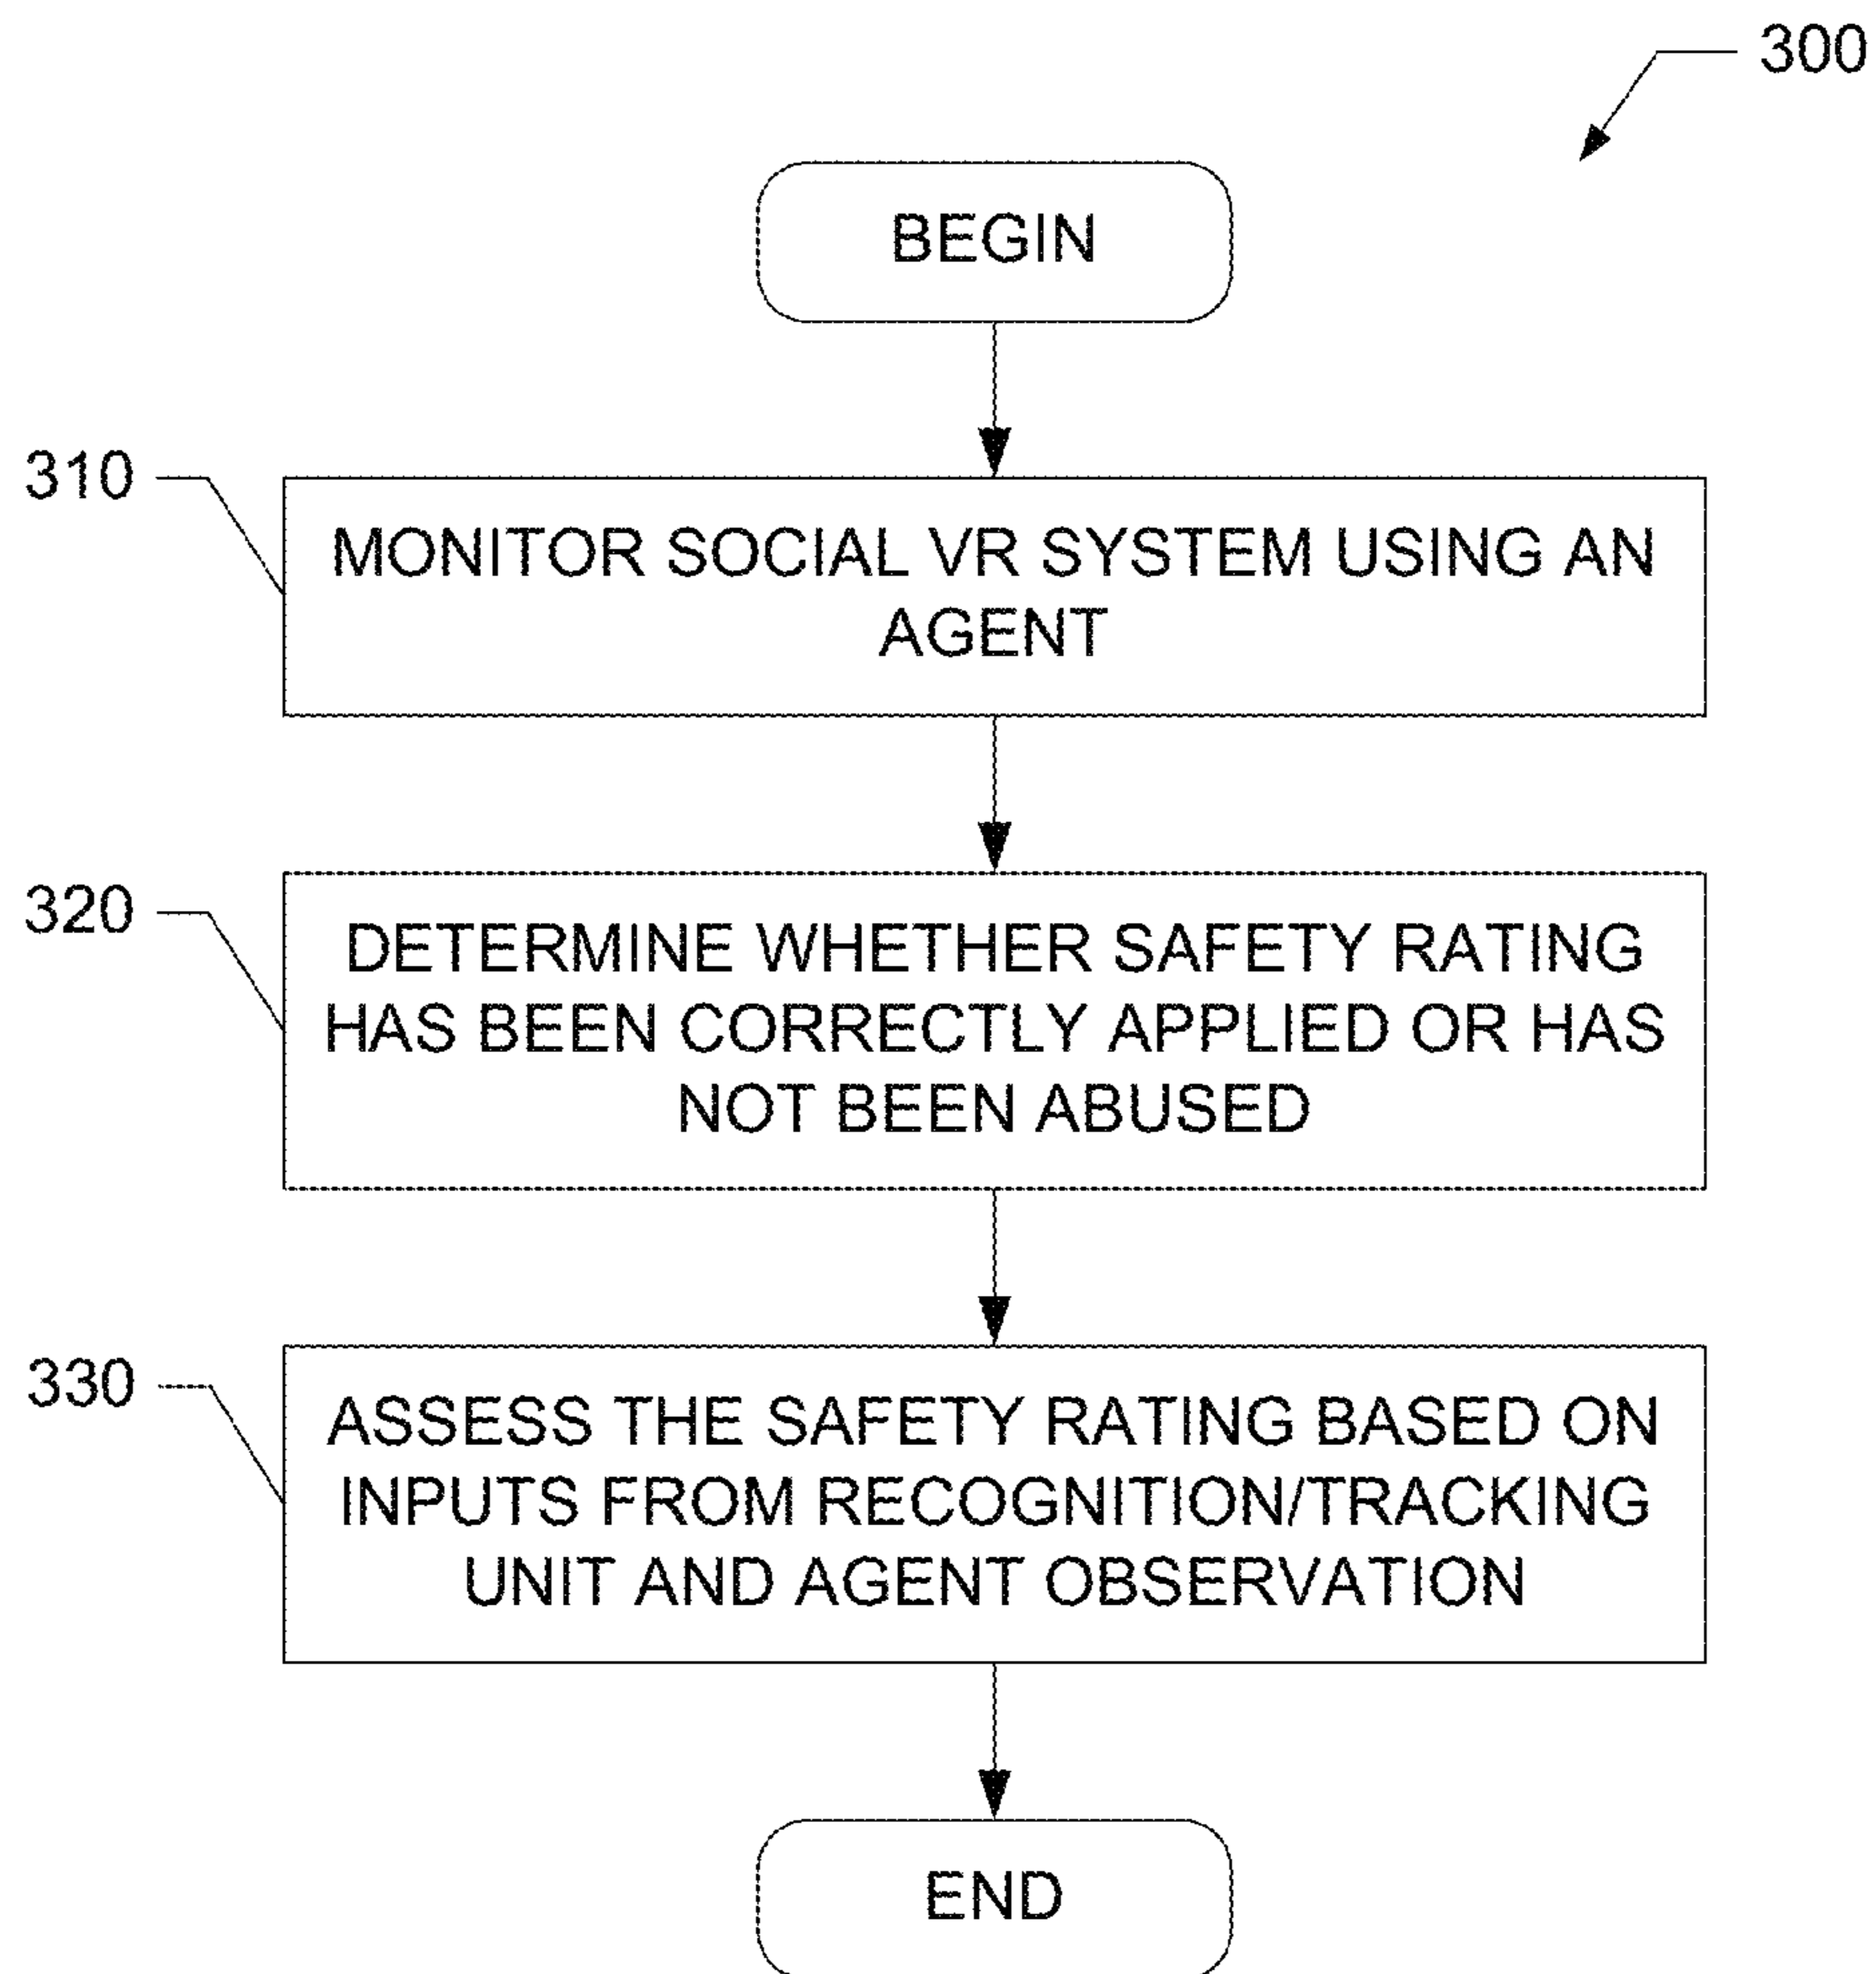 300
BEGIN
310
MONITOR SOCIAL VR SYSTEM USING AN
AGENT
320
DETERMINE WHETHER SAFETY RATING
HAS BEEN CORRECTLY APPLIED OR HAS
NOT BEEN ABUSED
330
ASSESS THE SAFETY RATING BASED ON
INPUTS FROM RECOGNITION/TRACKING
UNIT AND AGENT OBSERVATION
END